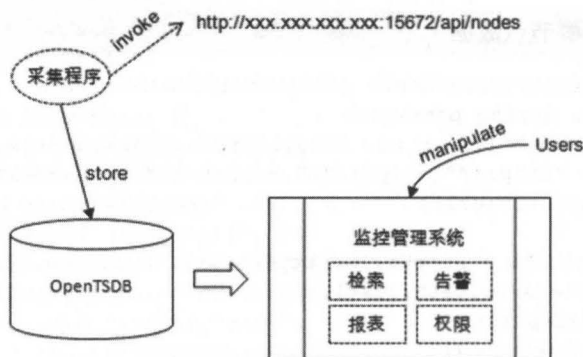 invoke
http://xxx.xxx.xxx.xxx:15672/api/nodes
采集程序
store
manipulate
Users
OpenTSDB
监控管理系统
检索
告警
报表
权限